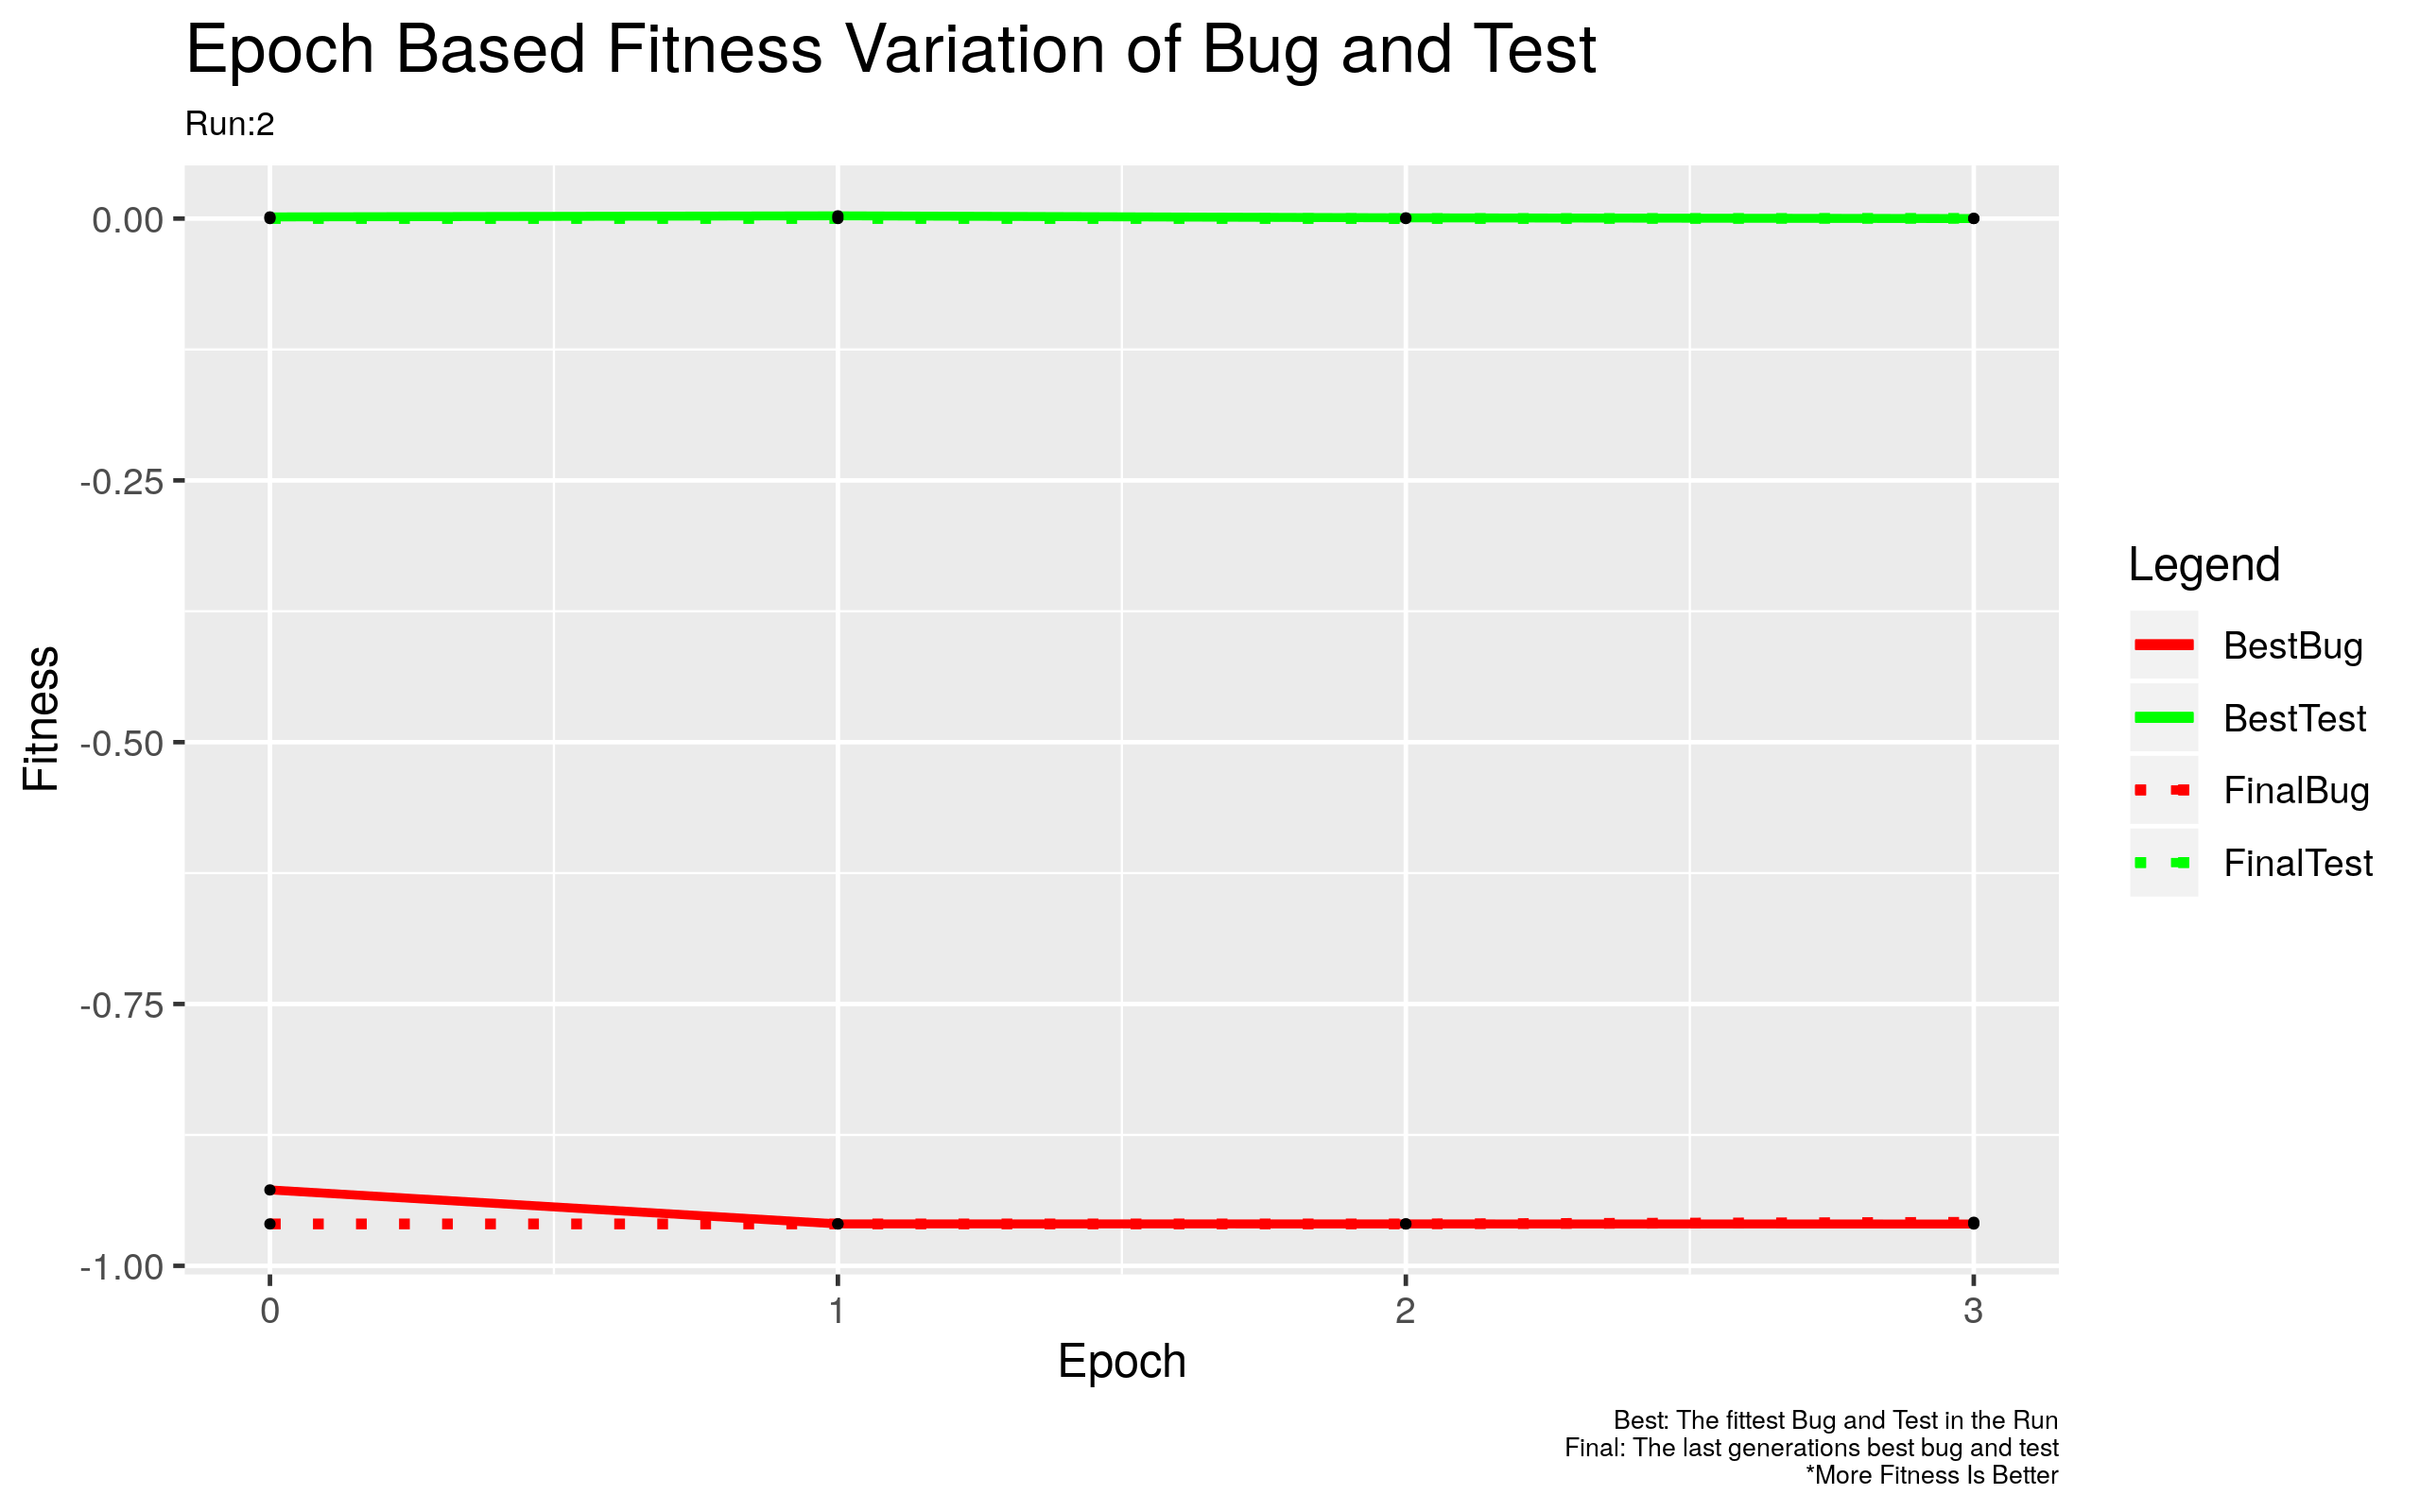 Epoch Based Fitness Variation of Bug and Test
Run:2
0.00
-0.25
-0.50
-0.75
-1.00
Fitness
0
1
2
3
Epoch
Legend
BestBug
BestTest
FinalBug
FinalTest
Best: The fittest Bug and Test in the Run
Final: The last generations best bug and test
*More Fitness Is Better